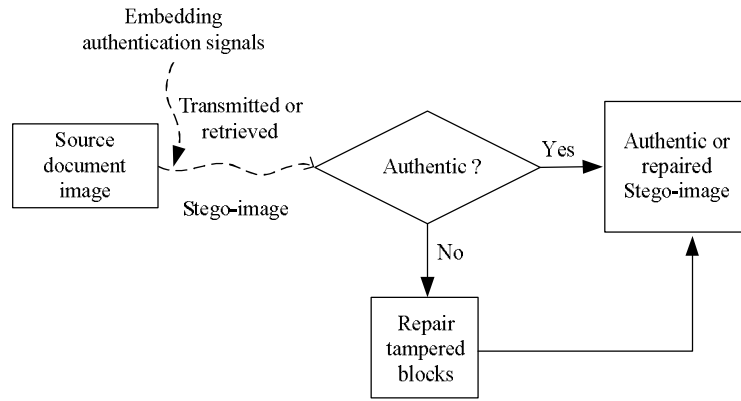 Embedding
authentication signals
Transmitted or
retrieved
Source
document
image
Stego-image
Authentic ?
Yes
Authentic or
repaired
Stego-image
No
Repair
tampered
blocks